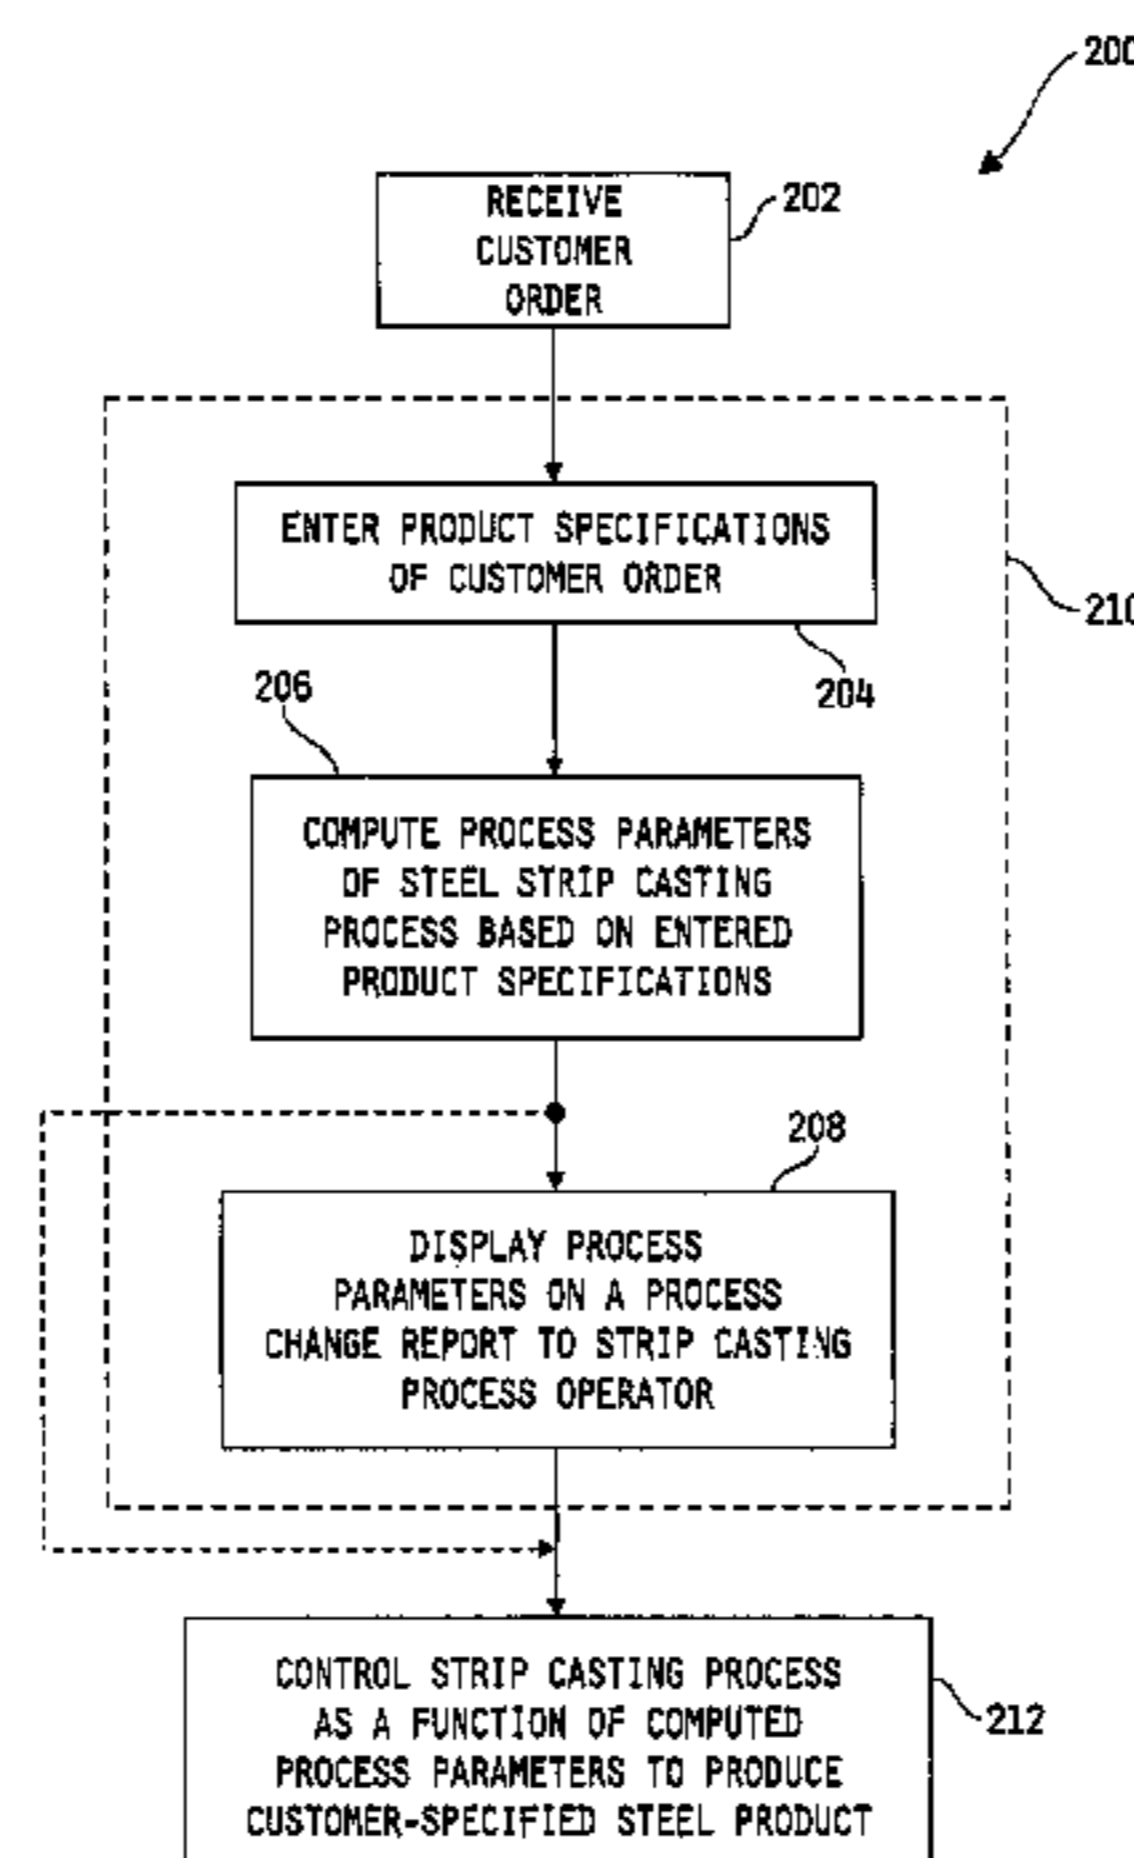 200
RECEIVE
CUSTOMER
ORDER
202
ENTER PRODUCT SPECIFICATIONS
OF CUSTOMER ORDER
210
204
206
COMPUTE PROCESS PARAMETERS
OF STEEL STRIP CASTING
PROCESS BASED ON ENTERED
PRODUCT SPECIFICATIONS
208
DISPLAY PROCESS
PARAMETERS ON A PROCESS
CHANGE REPORT TO STRIP CASTING
PROCESS OPERATOR
CONTROL STRIP CASTING PROCESS
AS A FUNCTION OF COMPUTED
PROCESS PARAMETERS TO PRODUCE
CUSTOMER-SPECIFIED STEEL PRODUCT
212